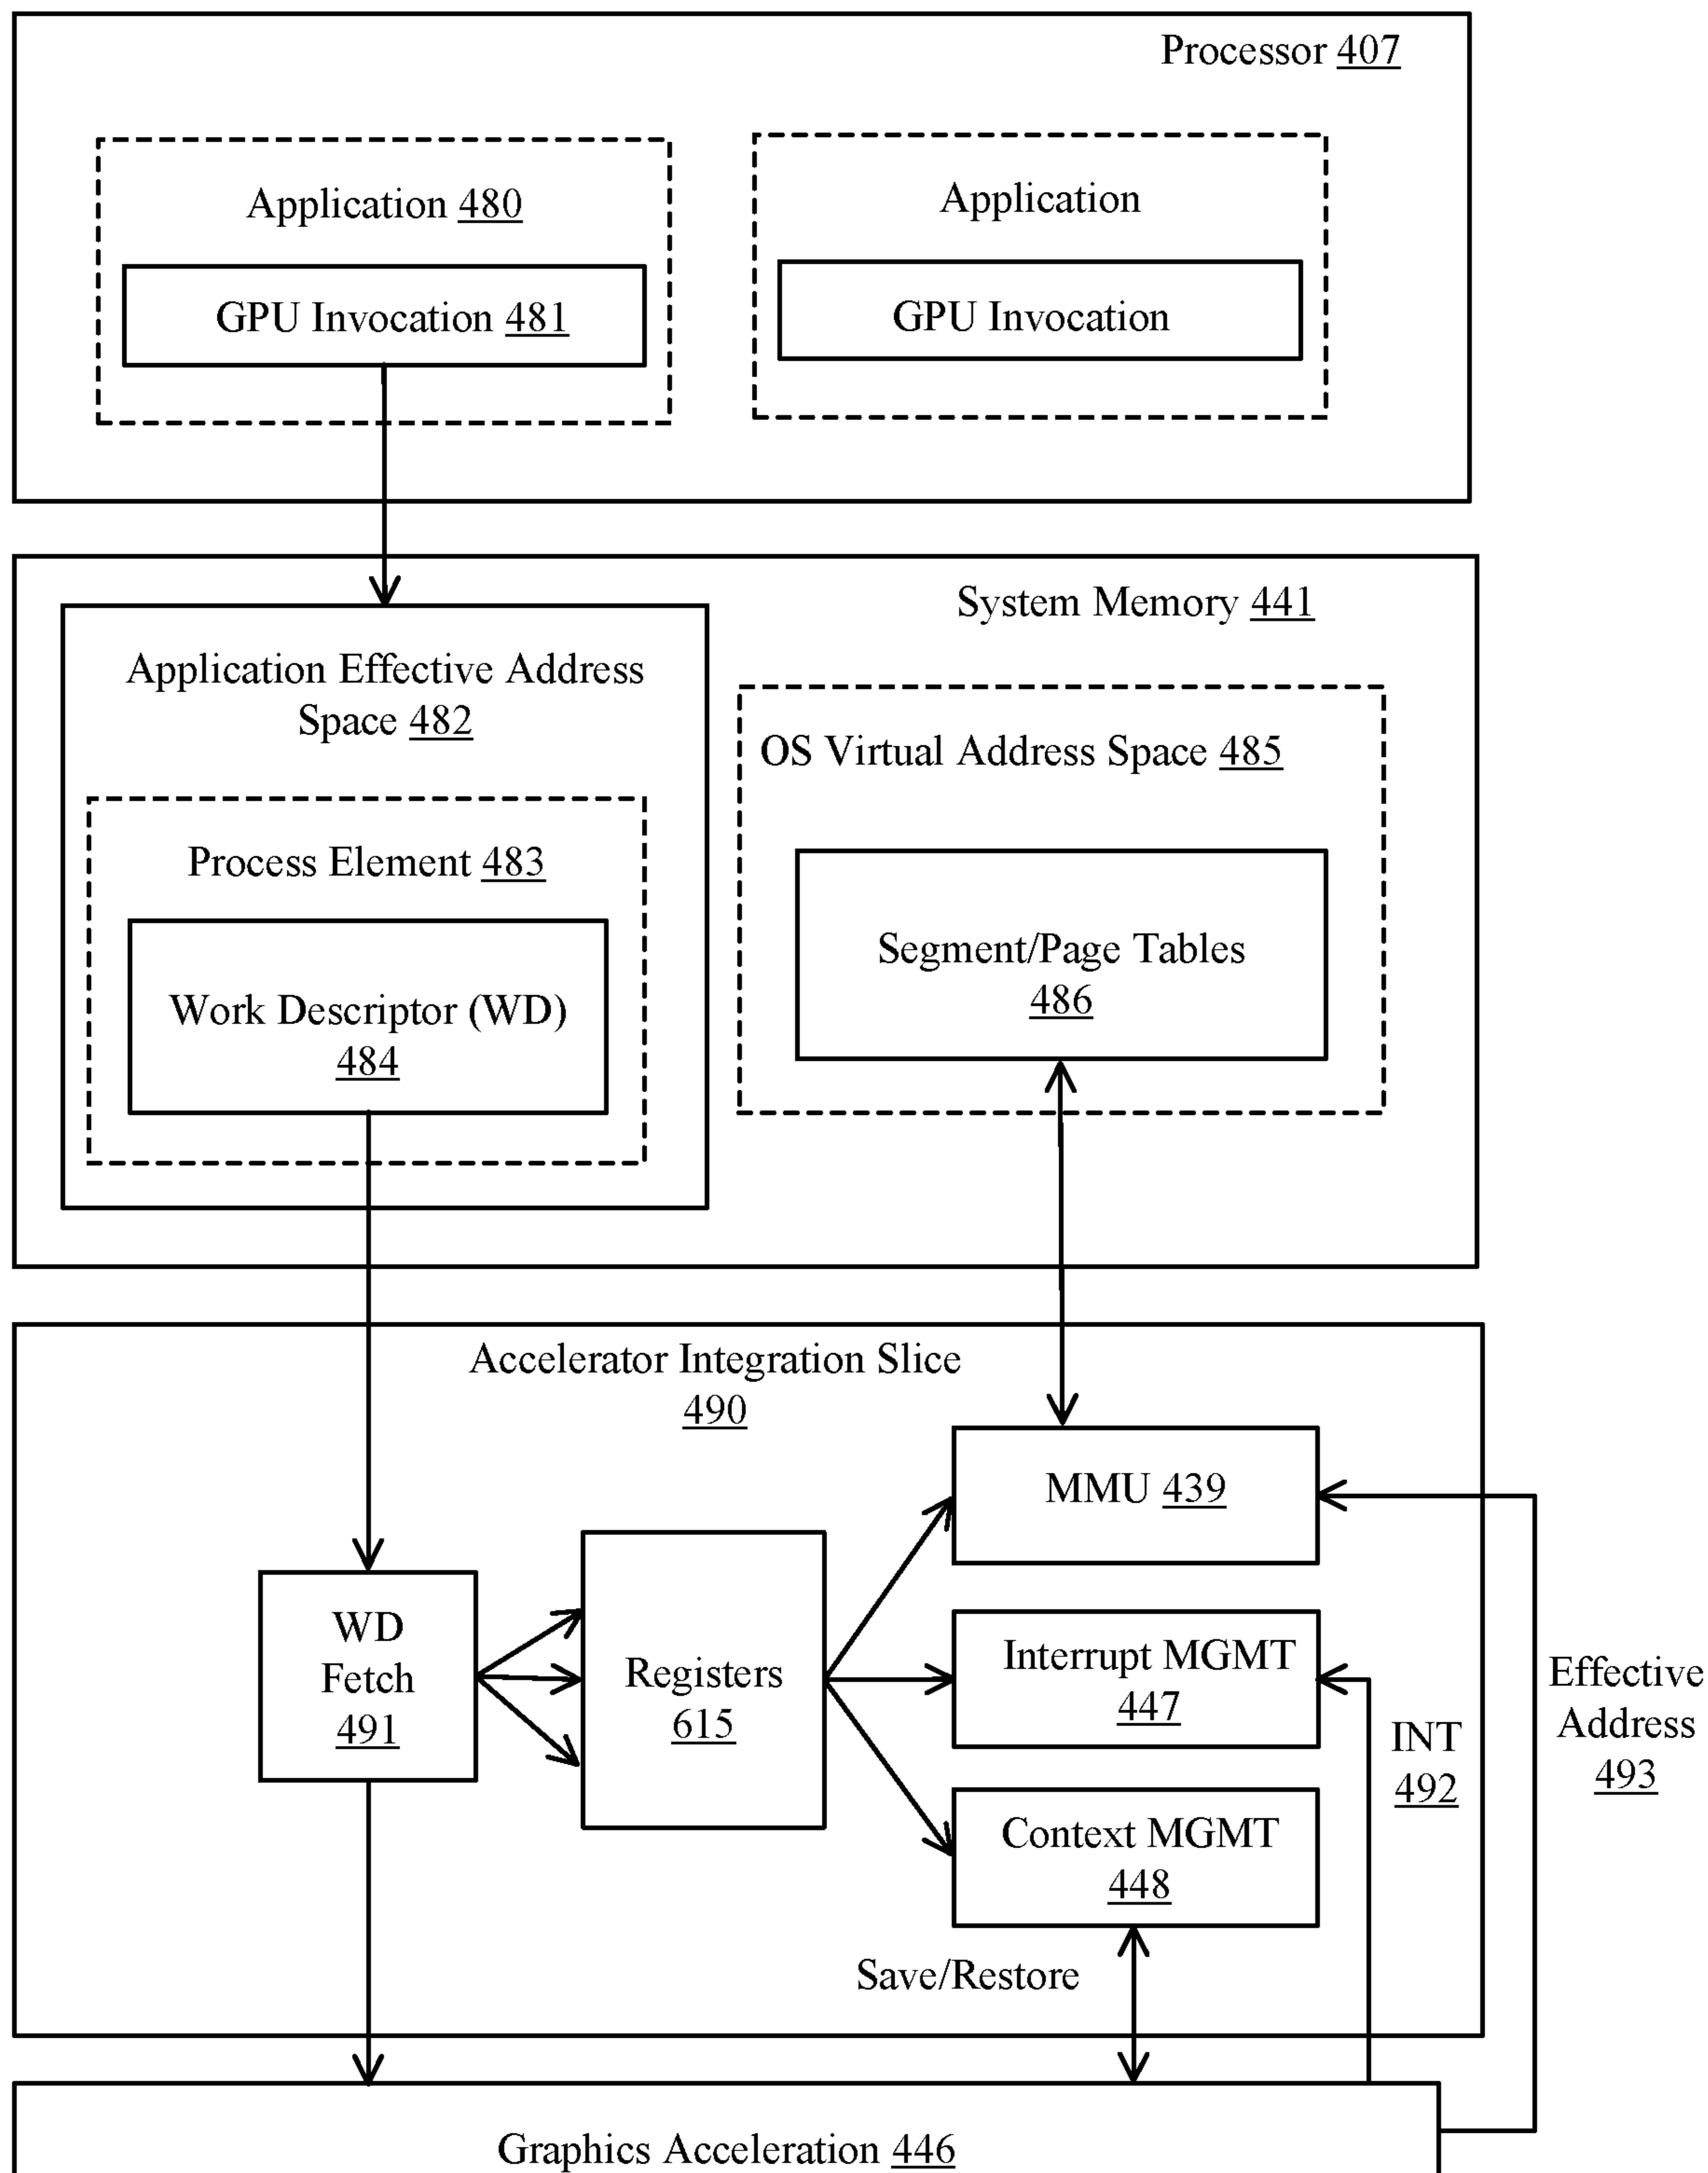 Processor 407
Application 480
GPU Invocation 481
Application
GPU Invocation
System Memory 441
Application Effective Address
Space 482
Process Element 483
Work Descriptor (WD)
484
OS Virtual Address Space 485
Segment/Page Tables
486
Accelerator Integration Slice
490
WD
Fetch
491
Registers
615
MMU 439
Interrupt MGMT
447
Context MGMT
448
Save/Restore
INT
492
Effective
Address
493
Graphics Acceleration 446